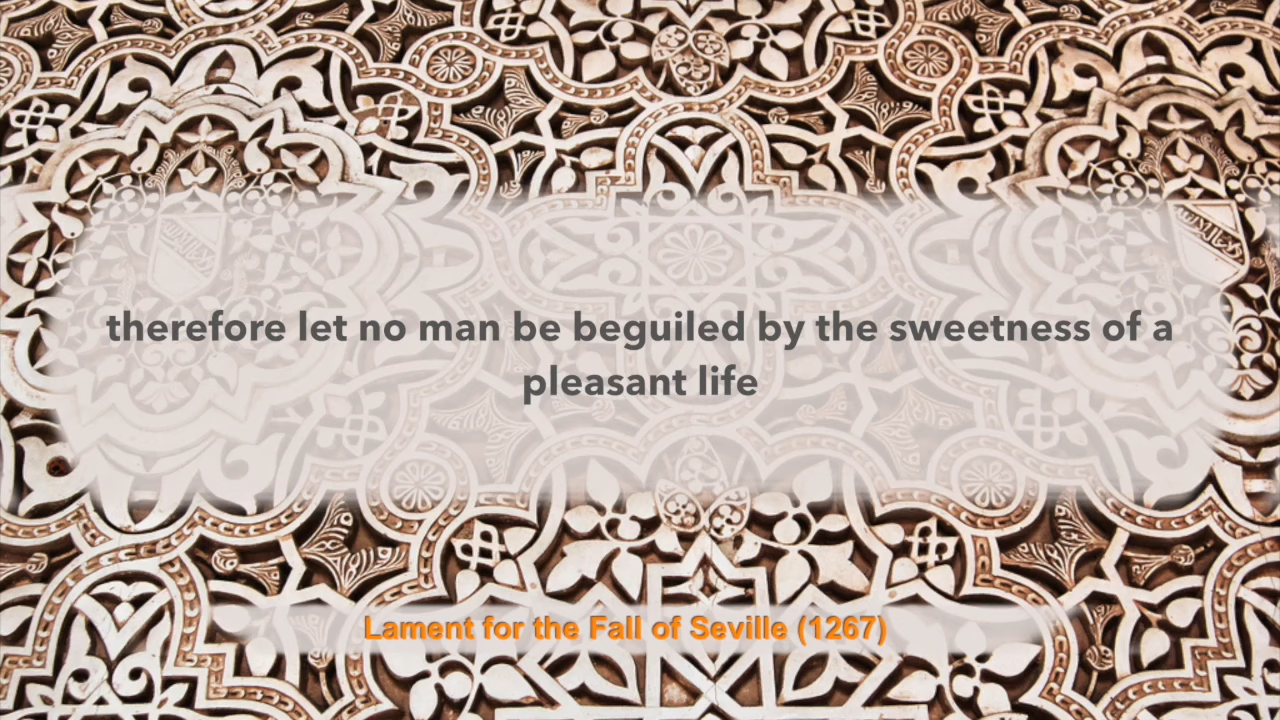 therefore let no man be beguiled by the sweetness of a
pleasant life
Lament for the Fall of Seville (1267)